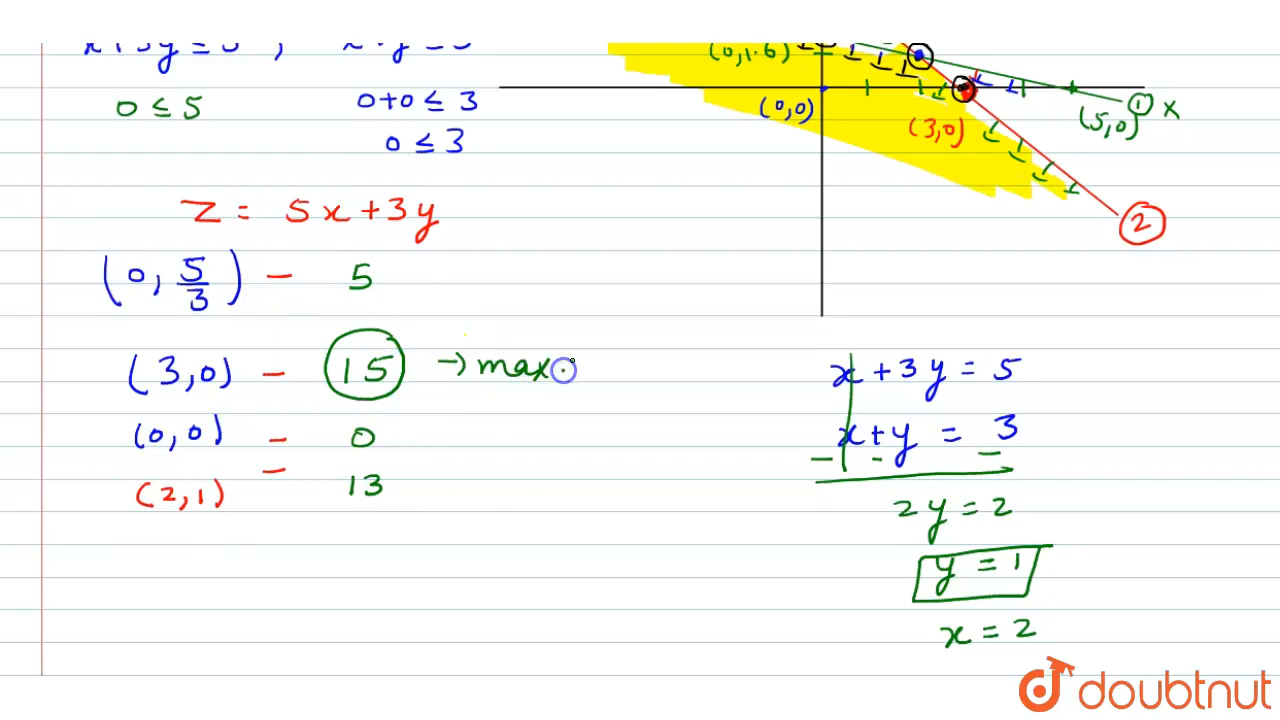 0 ≤ 5
0+0 ≤ 3
0 ≤ 3
Z = 5x+3y
(0, 5/3) - 5
(3,0) - 15 → max
(0,0) - 0
(2,1) - 13
(0,1.6)
(0,0)
(3,0)
(5,0)
1 X
2
x + 3y = 5
x+y = 3
- - -
2y = 2
y = 1
x = 2
doubtnut